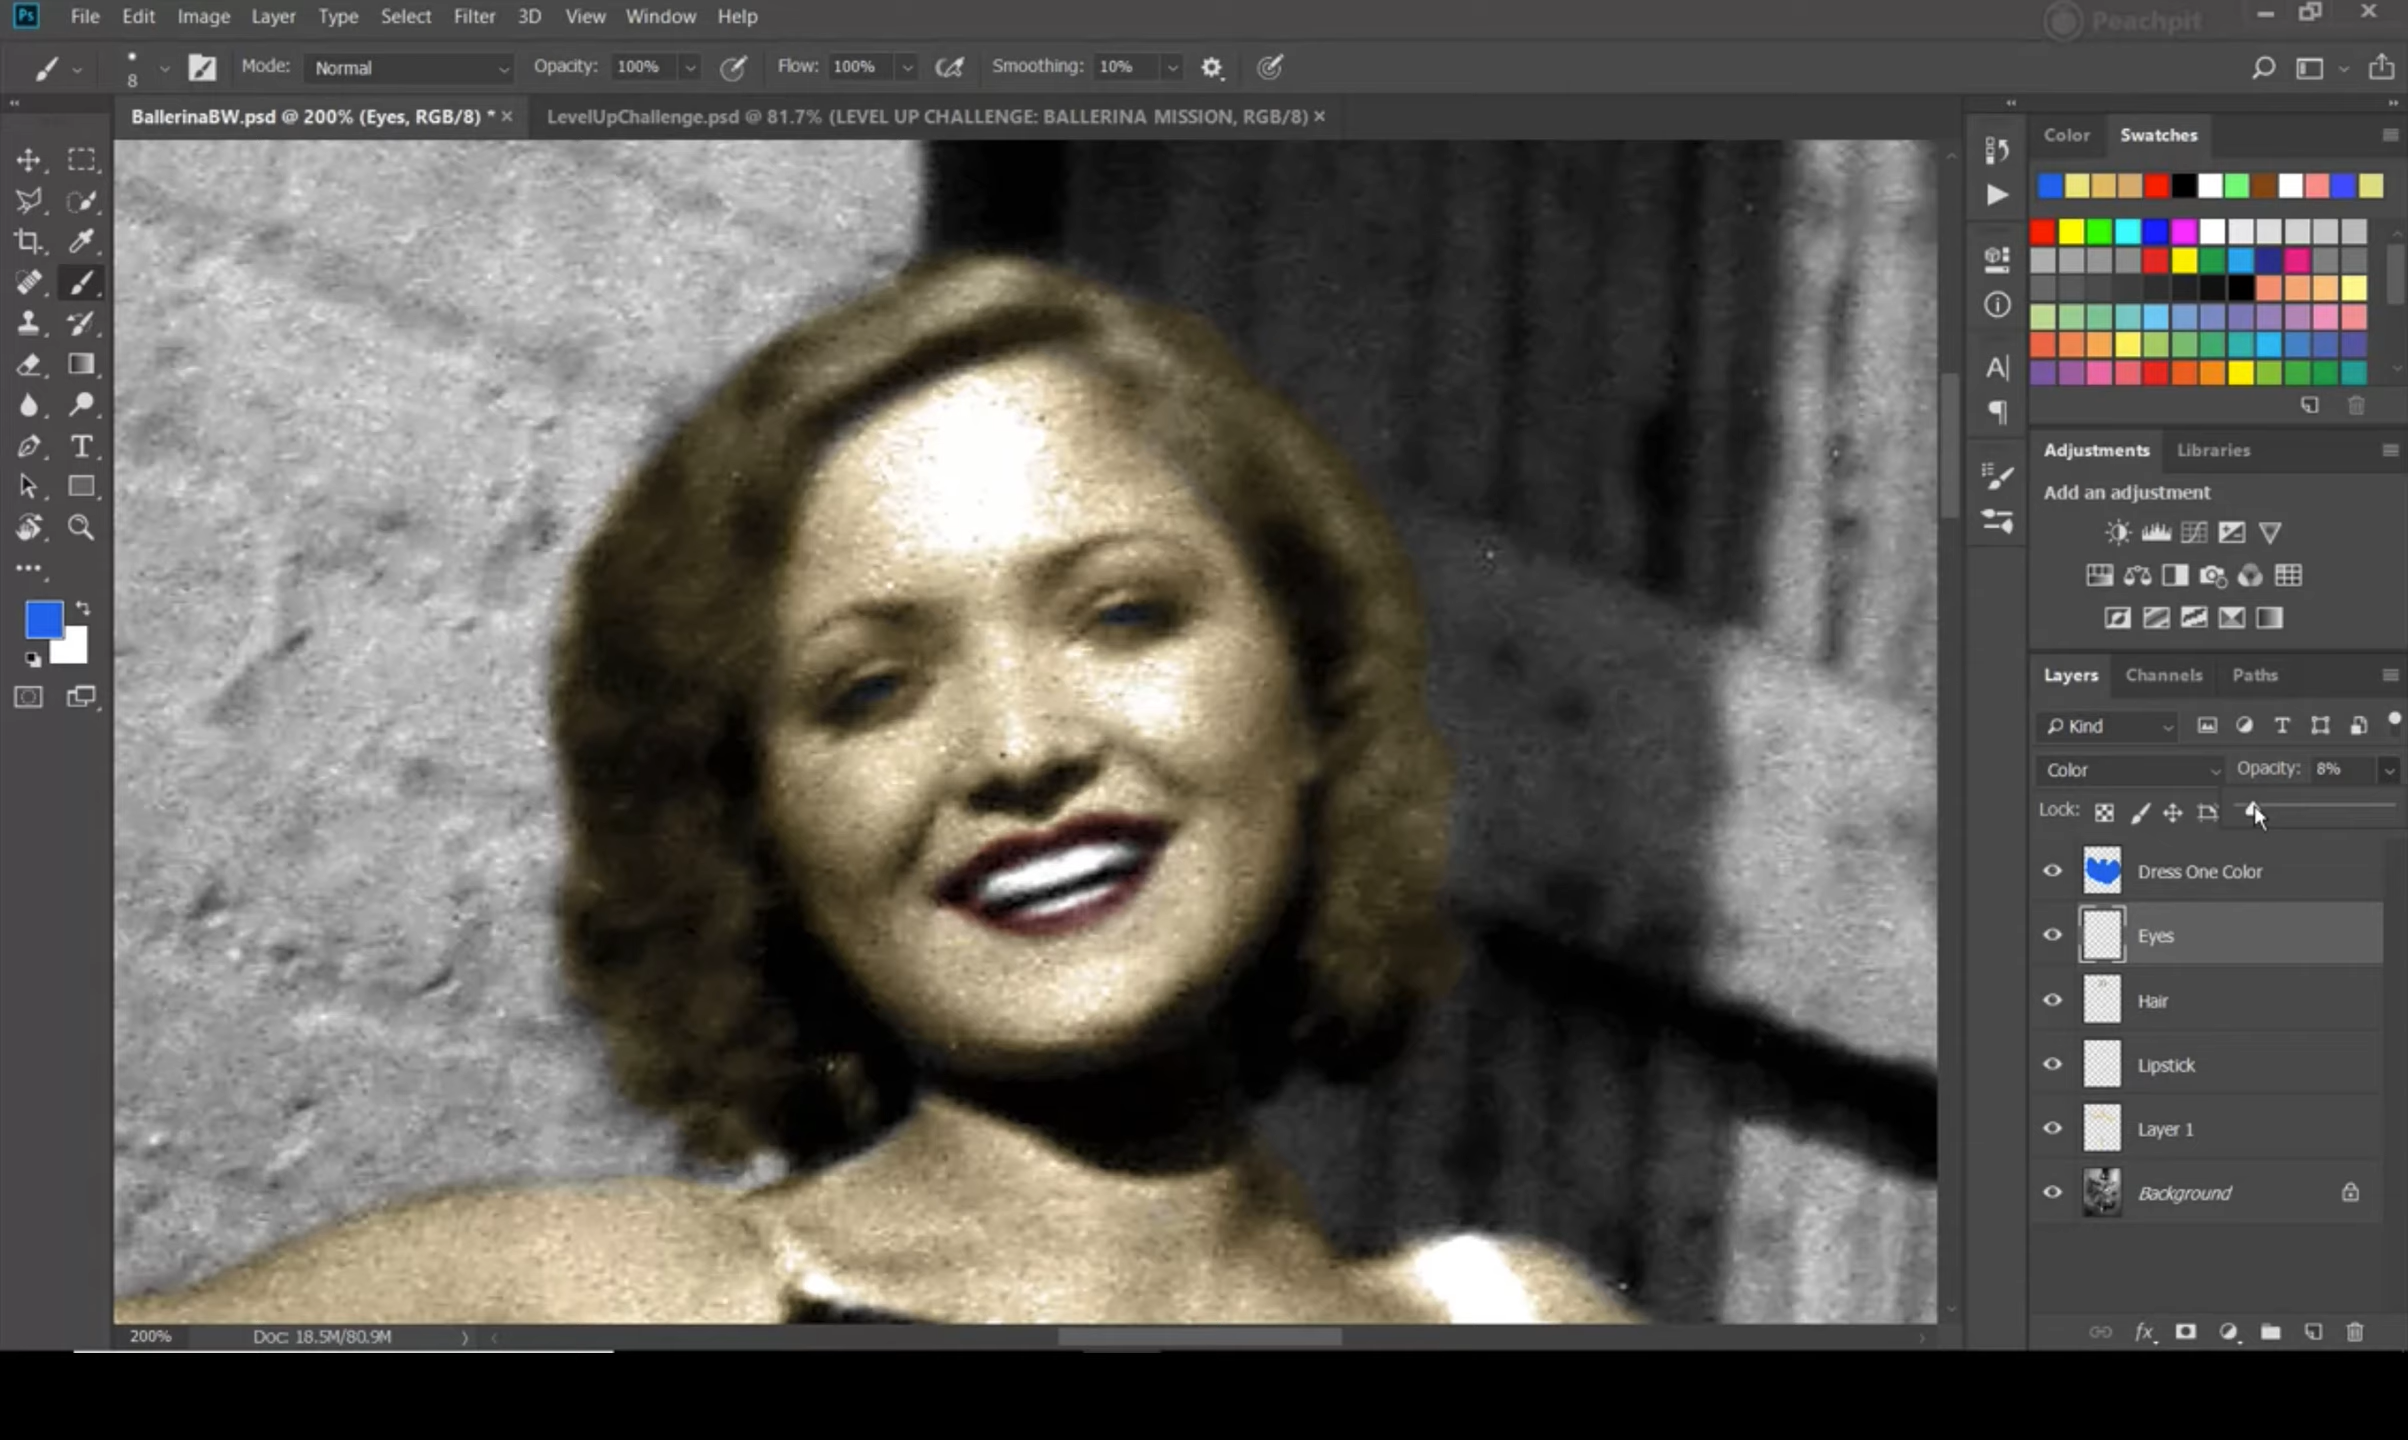 Ps File Edit Image Layer Type Select Filter 3D View Window Help
Peachpit
8 Mode: Normal Opacity: 100% Flow: 100% Smoothing: 10%
BallerinaBW.psd @ 200% (Eyes, RGB/8) * × LevelUpChallenge.psd @ 81.7% (LEVEL UP CHALLENGE: BALLERINA MISSION, RGB/8) ×
Color Swatches
Adjustments Libraries
Add an adjustment
Layers Channels Paths
Kind
Color Opacity: 8%
Lock:
Dress One Color
Eyes
Hair
Lipstick
Layer 1
Background
fx
200% Doc: 18.5M/80.9M